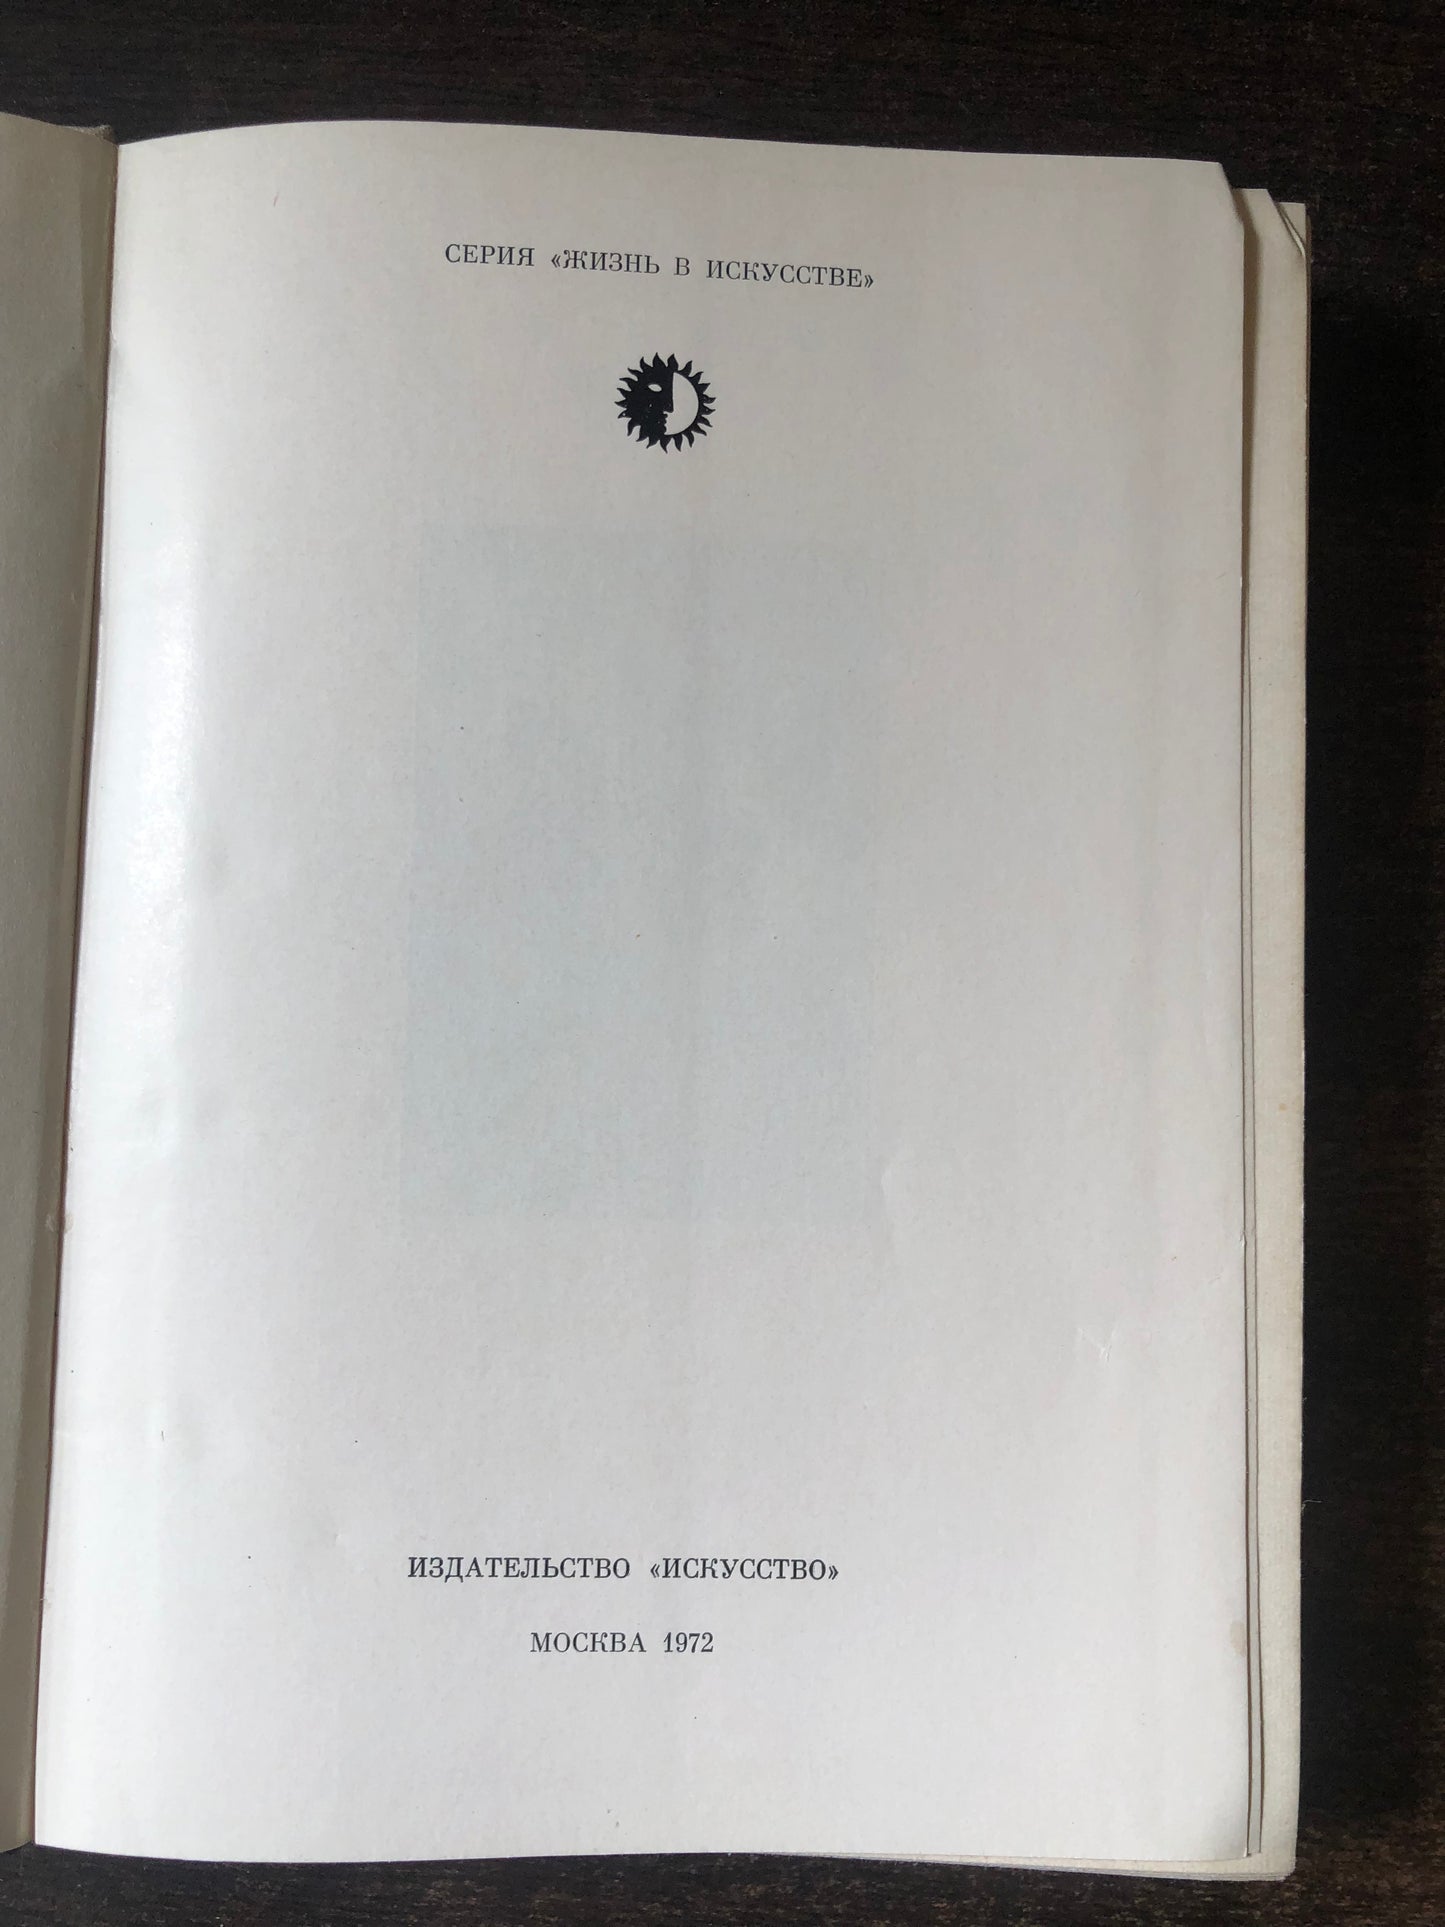 СЕРИЯ «ЖИЗНЬ В ИСКУССТВЕ»
ИЗДАТЕЛЬСТВО «ИСКУССТВО»
МОСКВА 1972